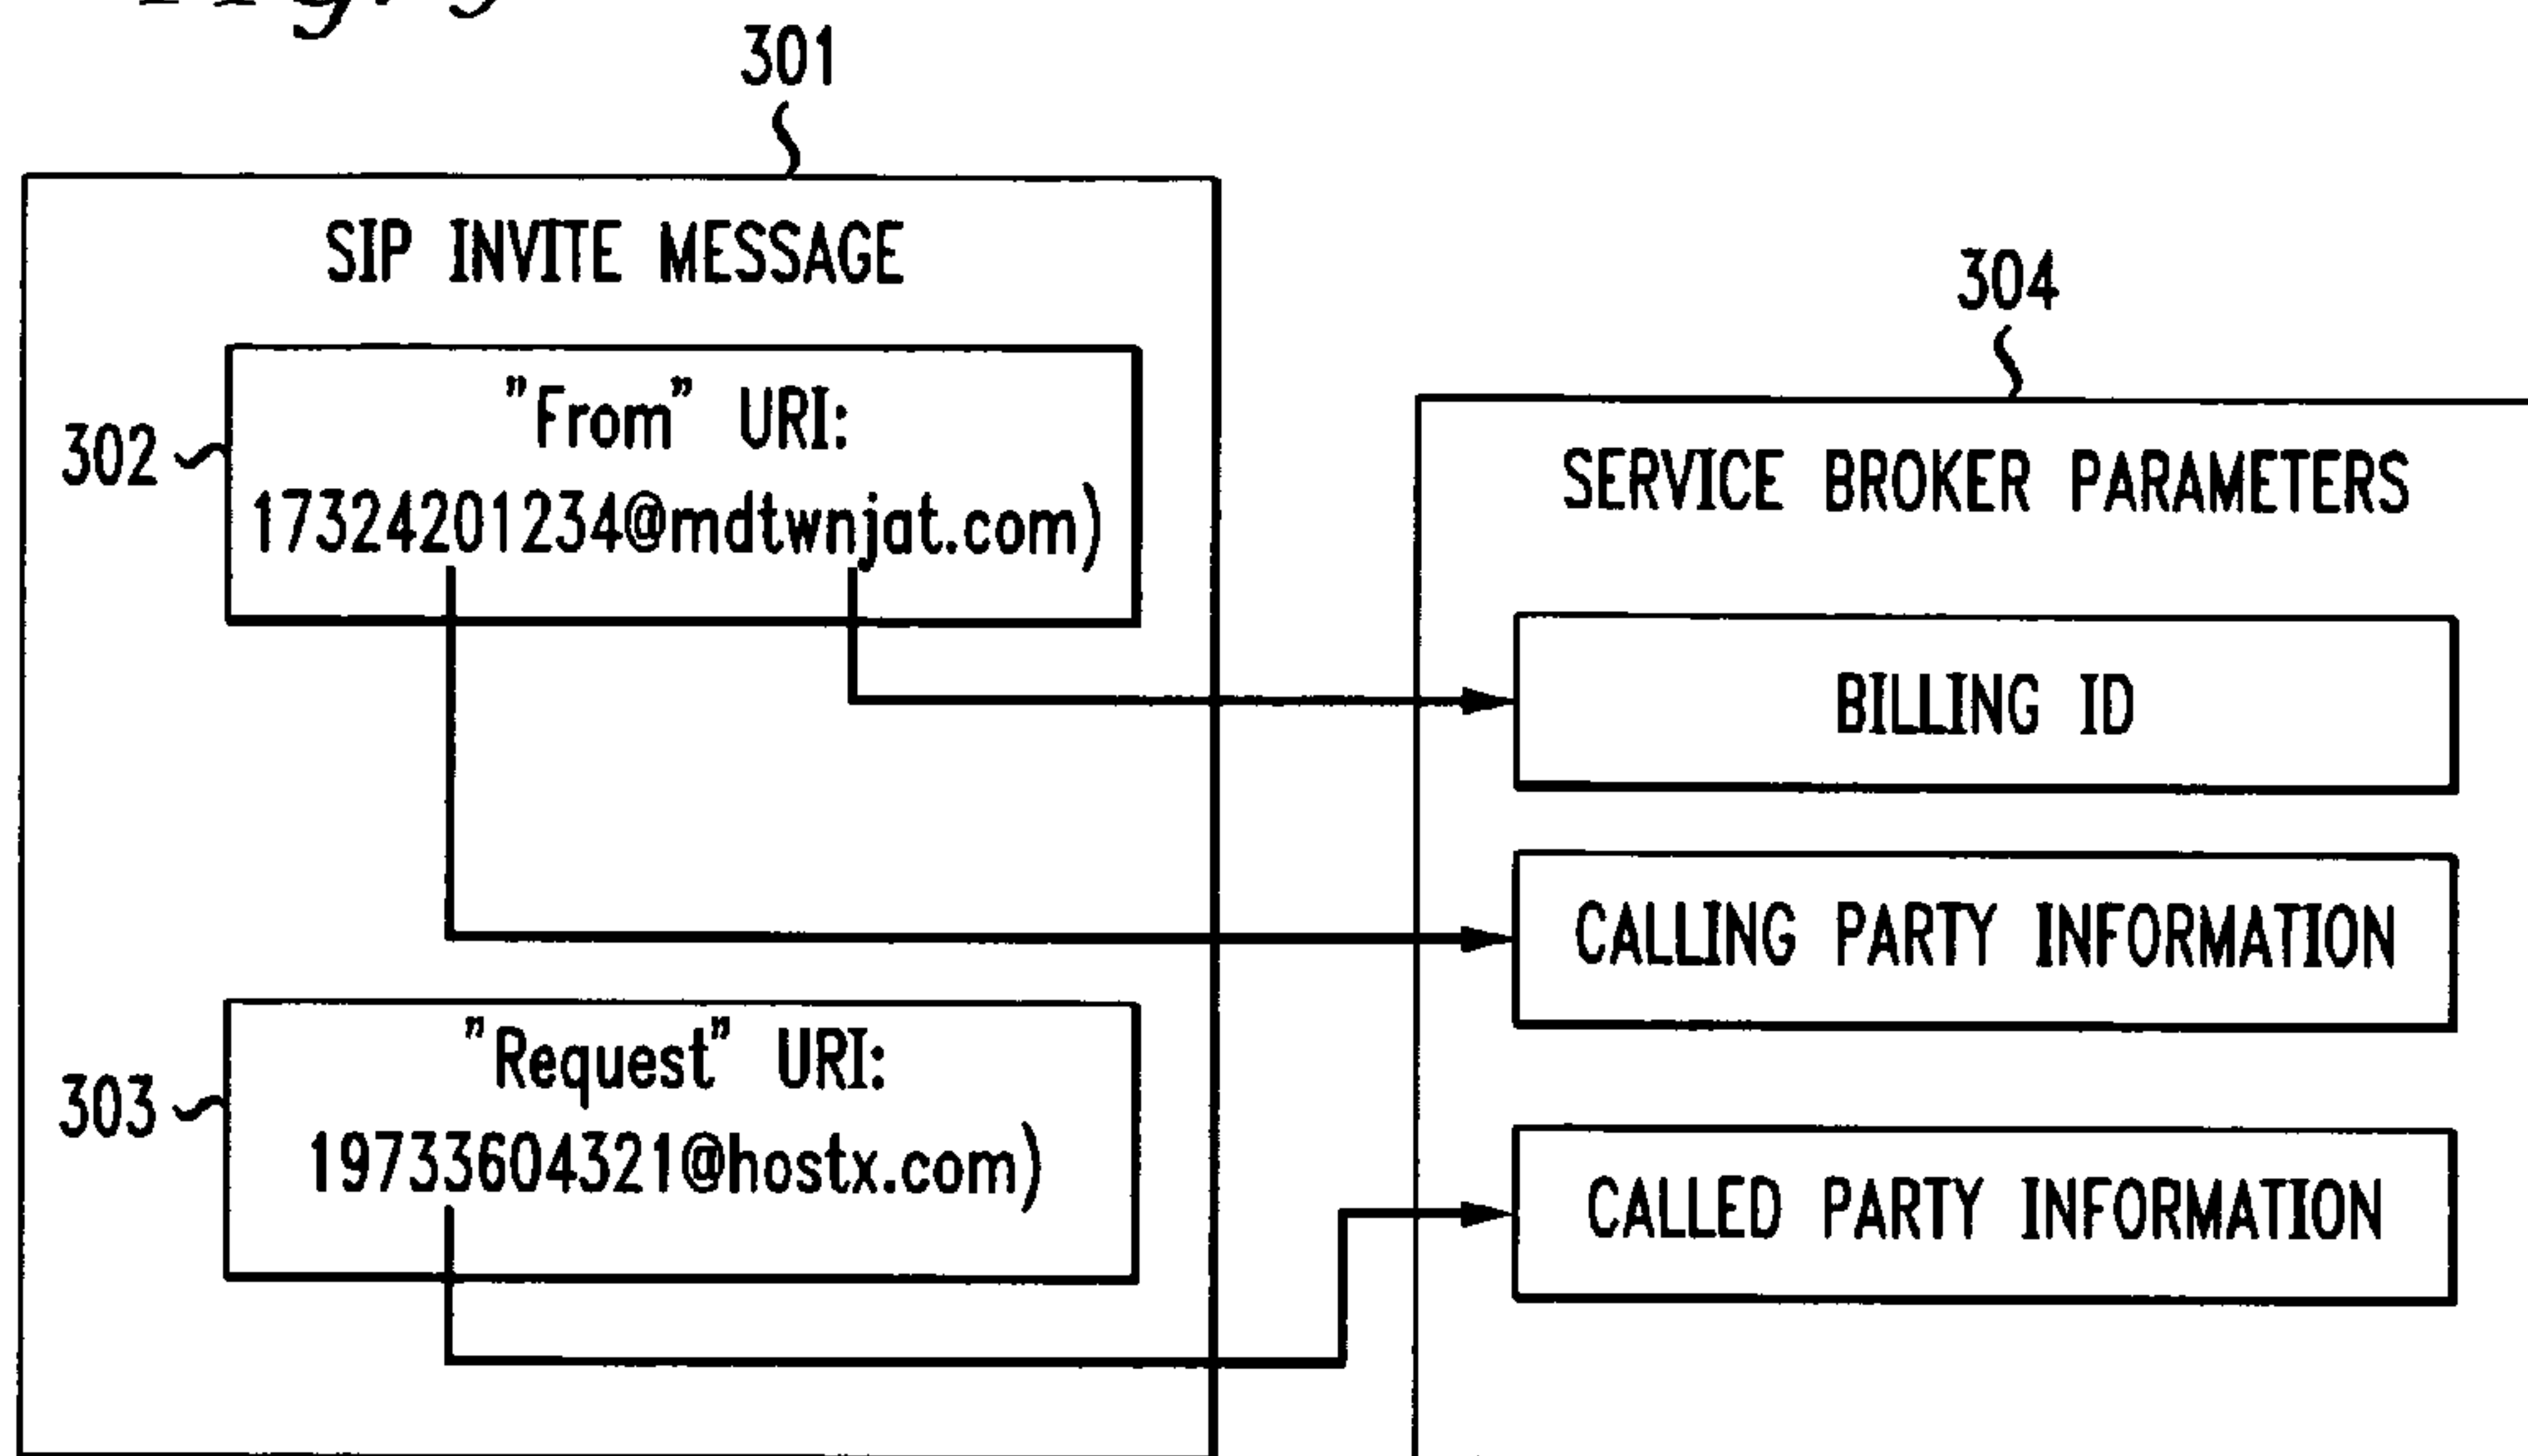 301
SIP INVITE MESSAGE
304
302
"From" URI:
17324201234@mdtwnjat.com)
SERVICE BROKER PARAMETERS
BILLING ID
CALLING PARTY INFORMATION
303
"Request" URI:
19733604321@hostx.com)
CALLED PARTY INFORMATION